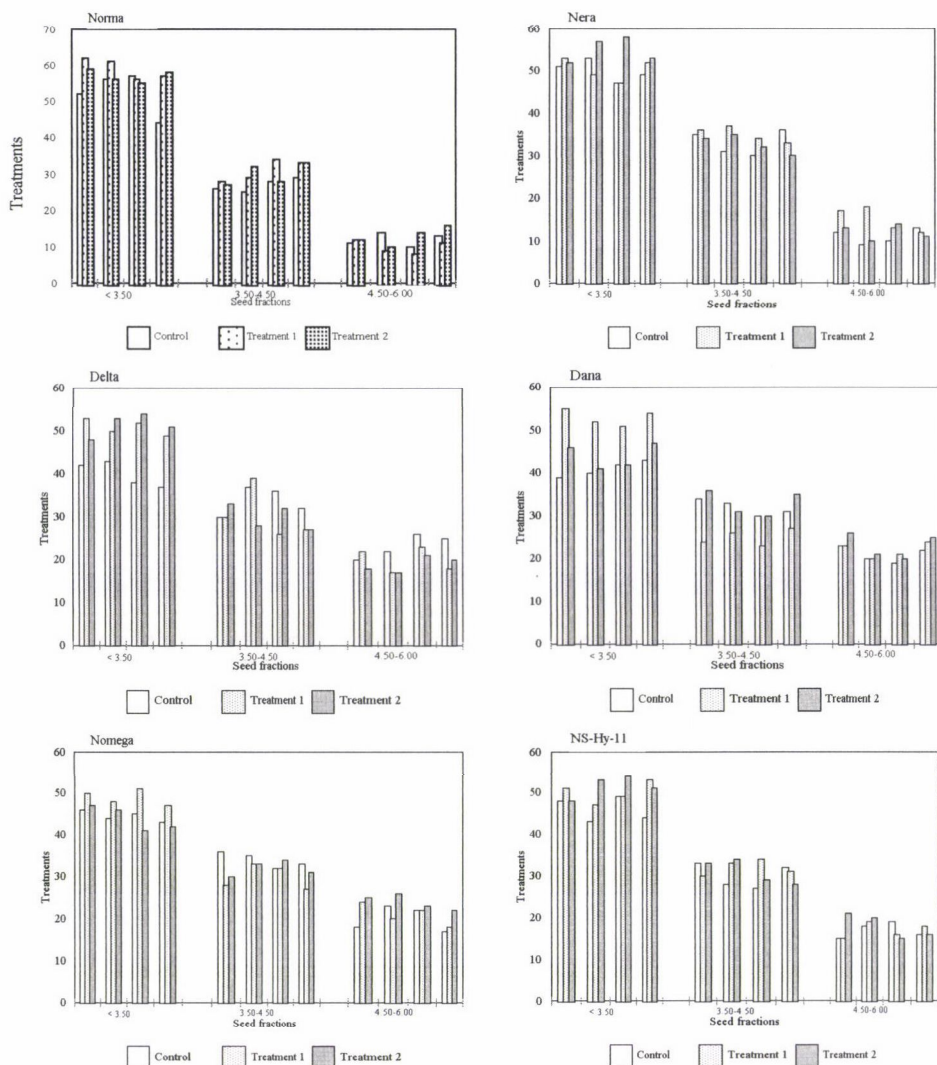 Norma
70
60
50
40
30
20
10
0
Treatments
< 3 50
3 50-4 50
4 50-6 00
Seed fractions
Control
Treatment 1
Treatment 2
Nera
60
50
40
30
20
10
0
Treatments
< 3 50
3 50-4 50
4 50-6 00
Seed fractions
Control
Treatment 1
Treatment 2
Delta
60
50
40
30
20
10
0
Treatments
< 3 50
3 50-4 50
4 50-6 00
Seed fractions
Control
Treatment 1
Treatment 2
Dana
60
50
40
30
20
10
0
Treatments
< 3 50
3 50-4.50
4 50-6 00
Seed fractions
Control
Treatment 1
Treatment 2
Nomega
60
50
40
30
20
10
0
Treatments
< 3 50
3 50-4 50
4 50-6 00
Seed fractions
Control
Treatment 1
Treatment 2
NS-Hy-11
60
50
40
30
20
10
0
Treatments
< 3 50
3 50-4 50
4 50-6 00
Seed fractions
Control
Treatment 1
Treatment 2